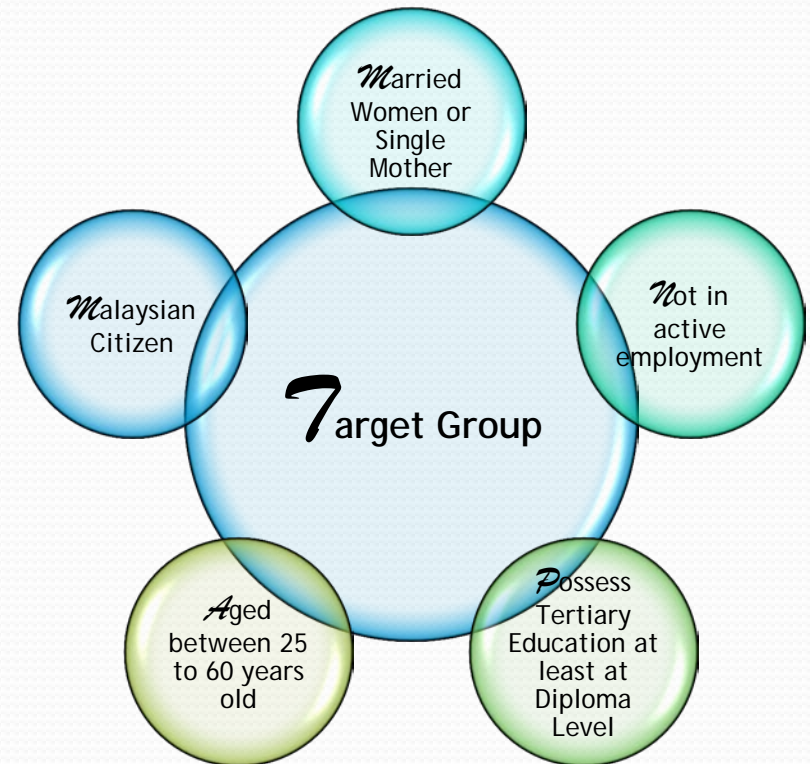 Married
Women or
Single
Mother
Malaysian
Citizen
Not in
active
employment
Target Group
Aged
between 25
to 60 years
old
Possess
Tertiary
Education at
least at
Diploma
Level